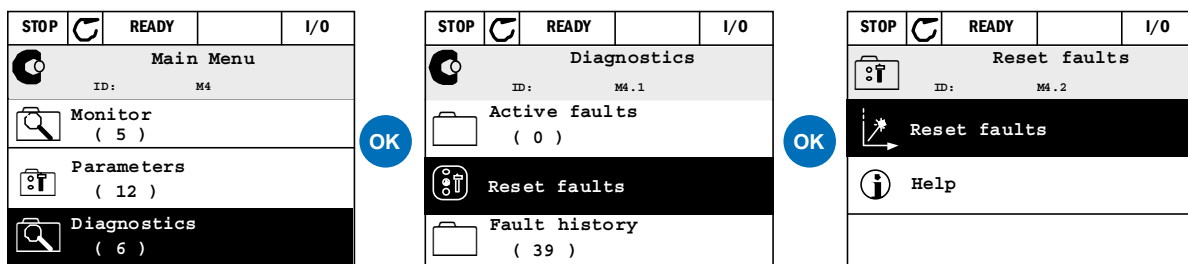 STOP READY I/O
Main Menu
ID: M4
Monitor
( 5 )
Parameters
( 12 )
Diagnostics
( 6 )
OK
STOP READY I/O
Diagnostics
ID: M4.1
Active faults
( 0 )
Reset faults
Fault history
( 39 )
OK
STOP READY I/O
Reset faults
ID: M4.2
Reset faults
Help